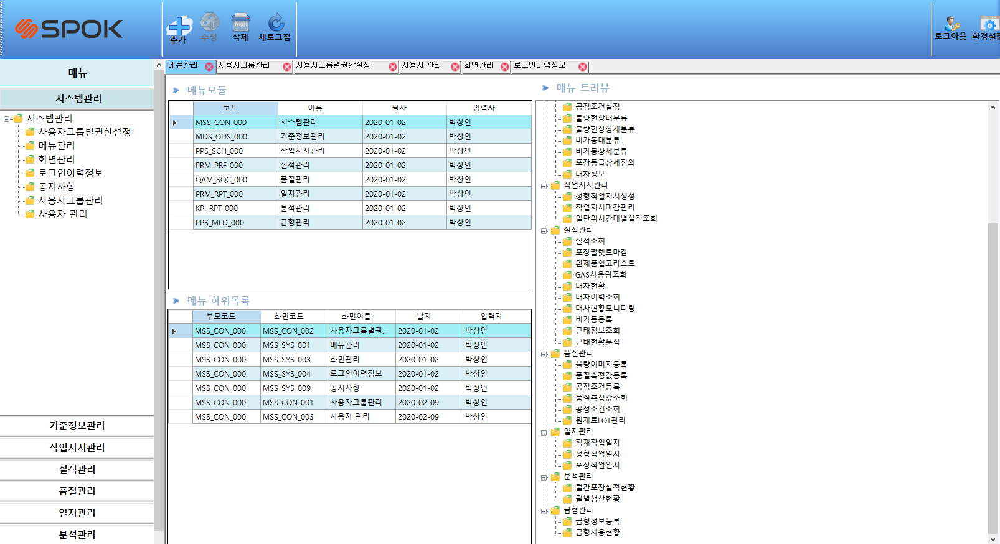 SPOK
추가
수정
삭제
새로고침
로그아웃
환경설정
메뉴
시스템관리
시스템관리
사용자그룹별권한설정
메뉴관리
화면관리
로그인이력정보
공지사항
사용자그룹관리
사용자 관리
기준정보관리
작업지시관리
실적관리
품질관리
일지관리
분석관리
메뉴관리 사용자그룹관리 사용자그룹별권한설정 사용자 관리 화면관리 로그인이력정보
메뉴모듈
코드 이름 날자 입력자
MSS_CON_000 시스템관리 2020-01-02 박상인
MDS_ODS_000 기준정보관리 2020-01-02 박상인
PPS_SCH_000 작업지시관리 2020-01-02 박상인
PRM_PRF_000 실적관리 2020-01-02 박상인
QAM_SQC_000 품질관리 2020-01-02 박상인
PRM_RPT_000 일지관리 2020-01-02 박상인
KPI_RPT_000 분석관리 2020-01-02 박상인
PPS_MLD_000 금형관리 2020-01-02 박상인
메뉴 하위목록
부모코드 화면코드 화면이름 날자 입력자
MSS_CON_000 MSS_CON_002 사용자그룹별권... 2020-01-02 박상인
MSS_CON_000 MSS_SYS_001 메뉴관리 2020-01-02 박상인
MSS_CON_000 MSS_SYS_003 화면관리 2020-01-02 박상인
MSS_CON_000 MSS_SYS_004 로그인이력정보 2020-01-02 박상인
MSS_CON_000 MSS_SYS_009 공지사항 2020-01-02 박상인
MSS_CON_000 MSS_CON_001 사용자그룹관리 2020-02-09 박상인
MSS_CON_000 MSS_CON_003 사용자 관리 2020-02-09 박상인
메뉴 트리뷰
공정조건설정
불량현상대분류
불량현상상세분류
비가동대분류
비가동상세분류
포장등급상세정의
대차정보
작업지시관리
성형작업지시생성
작업지시마감관리
일단위시간대별실적조회
실적관리
실적조회
포장팔렛트마감
완제품입고리스트
GAS사용량조회
대차현황
대차이력조회
대차현황모니터링
비가동등록
근태정보조회
근태현황분석
품질관리
불량이미지등록
품질측정값등록
공정조건등록
품질측정값조회
공정조건조회
원재료LOT관리
일지관리
적재작업일지
성형작업일지
포장작업일지
분석관리
월간포장실적현황
월별생산현황
금형관리
금형정보등록
금형사용현황